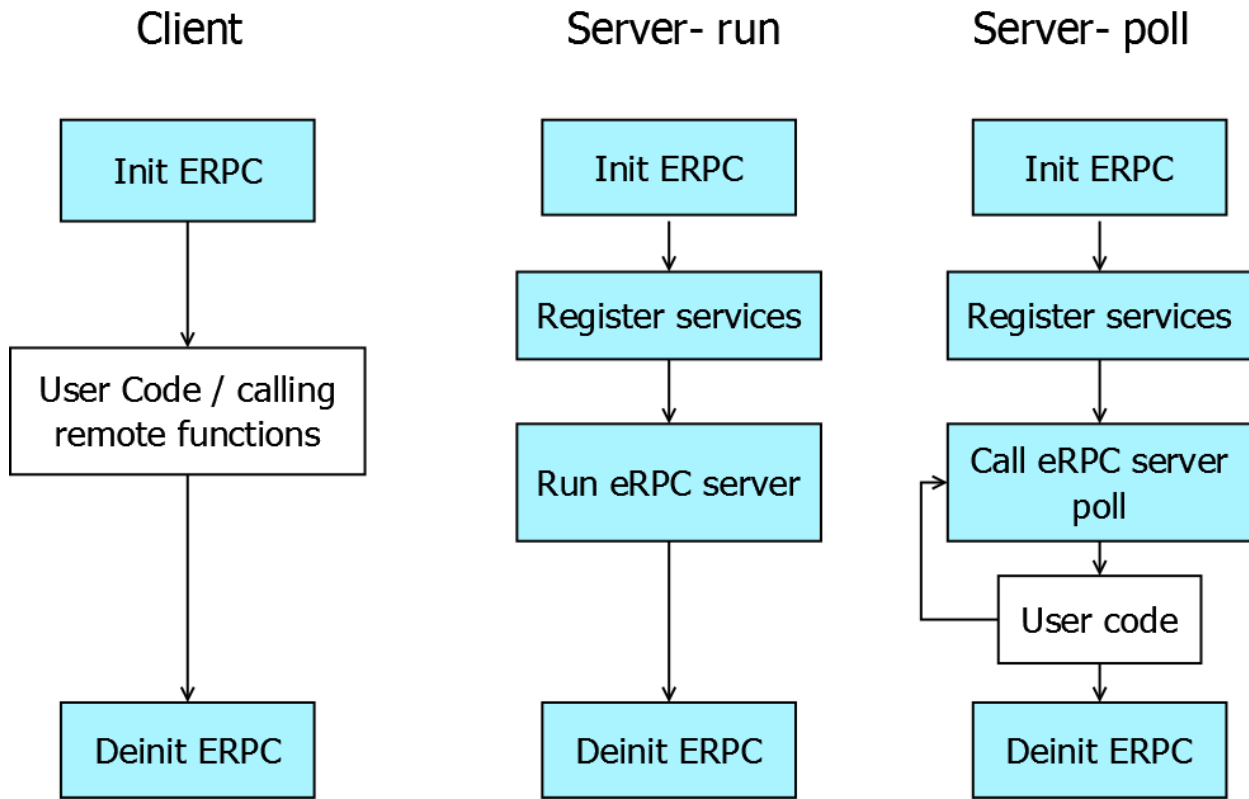 Client
Init ERPC
User Code / calling
remote functions
Deinit ERPC
Server- run
Init ERPC
Register services
Run eRPC server
Deinit ERPC
Server- poll
Init ERPC
Register services
Call eRPC server
poll
User code
Deinit ERPC